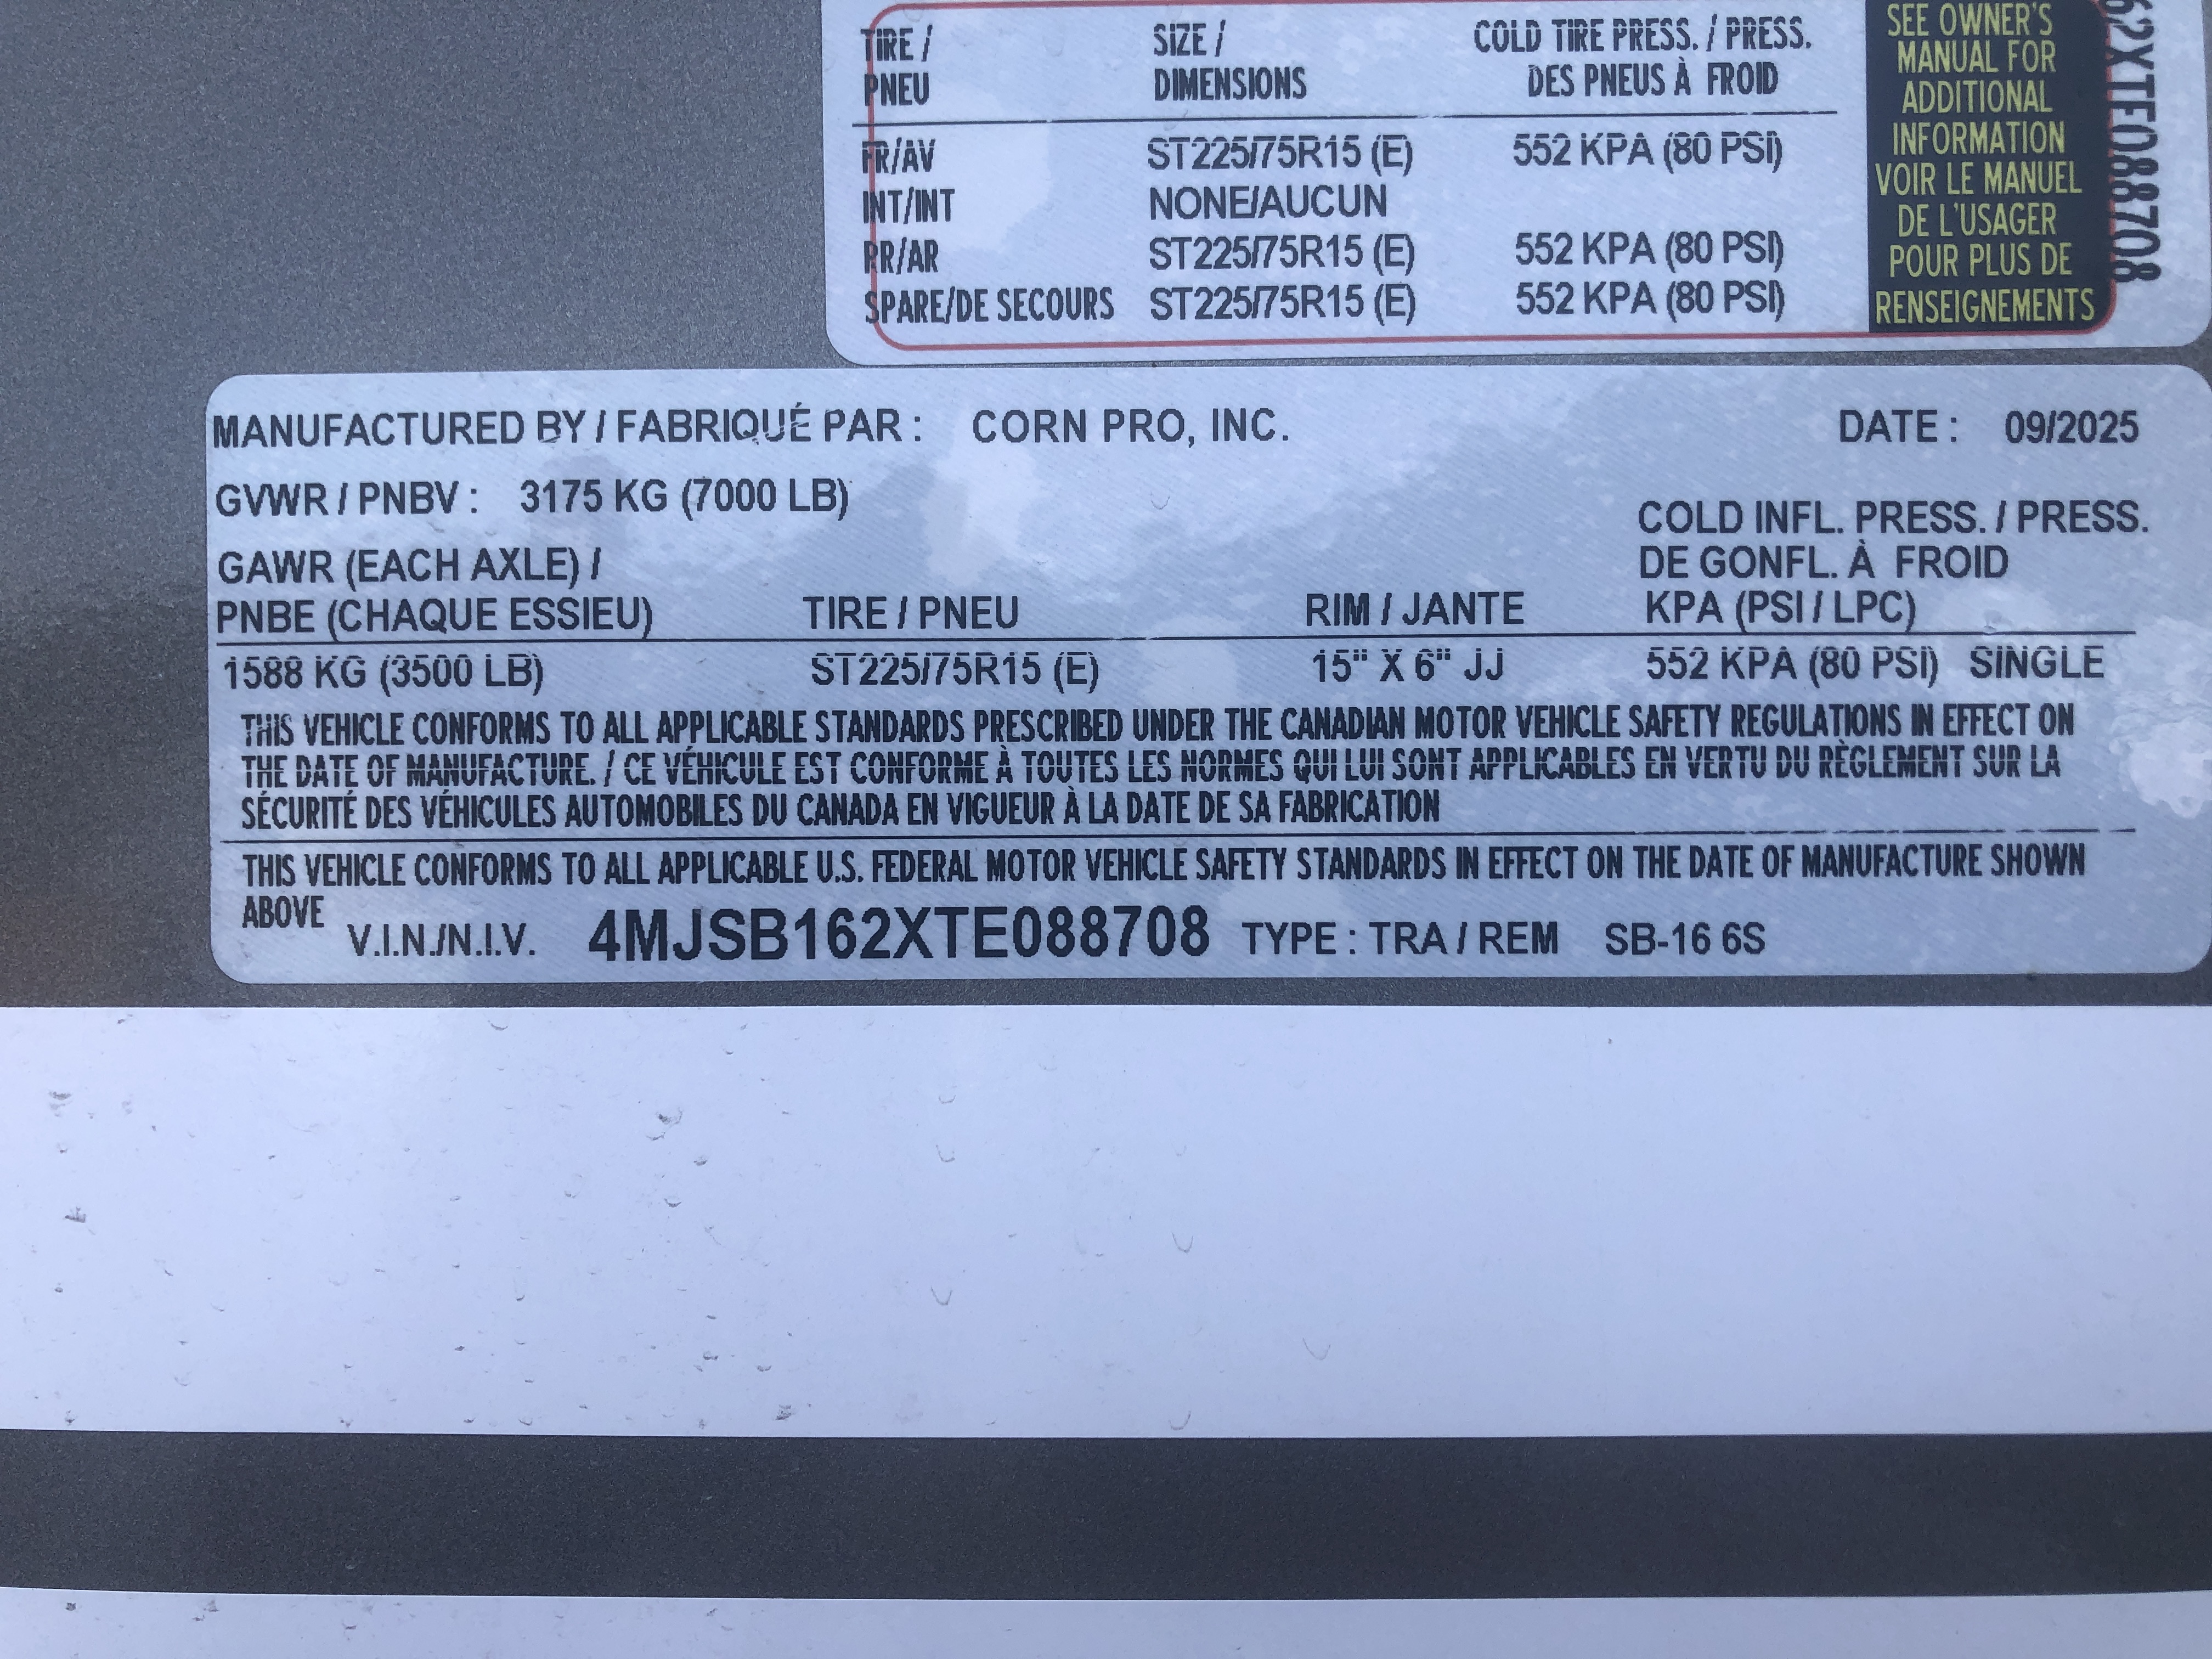 TIRE / SIZE / COLD TIRE PRESS. / PRESS.
PNEU DIMENSIONS DES PNEUS À FROID
FR/AV ST225/75R15 (E) 552 KPA (80 PSI)
INT/INT NONE/AUCUN
RR/AR ST225/75R15 (E) 552 KPA (80 PSI)
SPARE/DE SECOURS ST225/75R15 (E) 552 KPA (80 PSI)
SEE OWNER'S
MANUAL FOR
ADDITIONAL
INFORMATION
VOIR LE MANUEL
DE L'USAGER
POUR PLUS DE
RENSEIGNEMENTS
62XTE088708
MANUFACTURED BY / FABRIQUÉ PAR : CORN PRO, INC. DATE : 09/2025
GVWR / PNBV : 3175 KG (7000 LB)
COLD INFL. PRESS. / PRESS.
GAWR (EACH AXLE) / DE GONFL. À FROID
PNBE (CHAQUE ESSIEU) TIRE / PNEU RIM / JANTE KPA (PSI / LPC)
1588 KG (3500 LB) ST225/75R15 (E) 15" X 6" JJ 552 KPA (80 PSI) SINGLE
THIS VEHICLE CONFORMS TO ALL APPLICABLE STANDARDS PRESCRIBED UNDER THE CANADIAN MOTOR VEHICLE SAFETY REGULATIONS IN EFFECT ON
THE DATE OF MANUFACTURE. / CE VÉHICULE EST CONFORME À TOUTES LES NORMES QUI LUI SONT APPLICABLES EN VERTU DU RÈGLEMENT SUR LA
SÉCURITÉ DES VÉHICULES AUTOMOBILES DU CANADA EN VIGUEUR À LA DATE DE SA FABRICATION
THIS VEHICLE CONFORMS TO ALL APPLICABLE U.S. FEDERAL MOTOR VEHICLE SAFETY STANDARDS IN EFFECT ON THE DATE OF MANUFACTURE SHOWN
ABOVE V.I.N./N.I.V. 4MJSB162XTE088708 TYPE : TRA / REM SB-16 6S